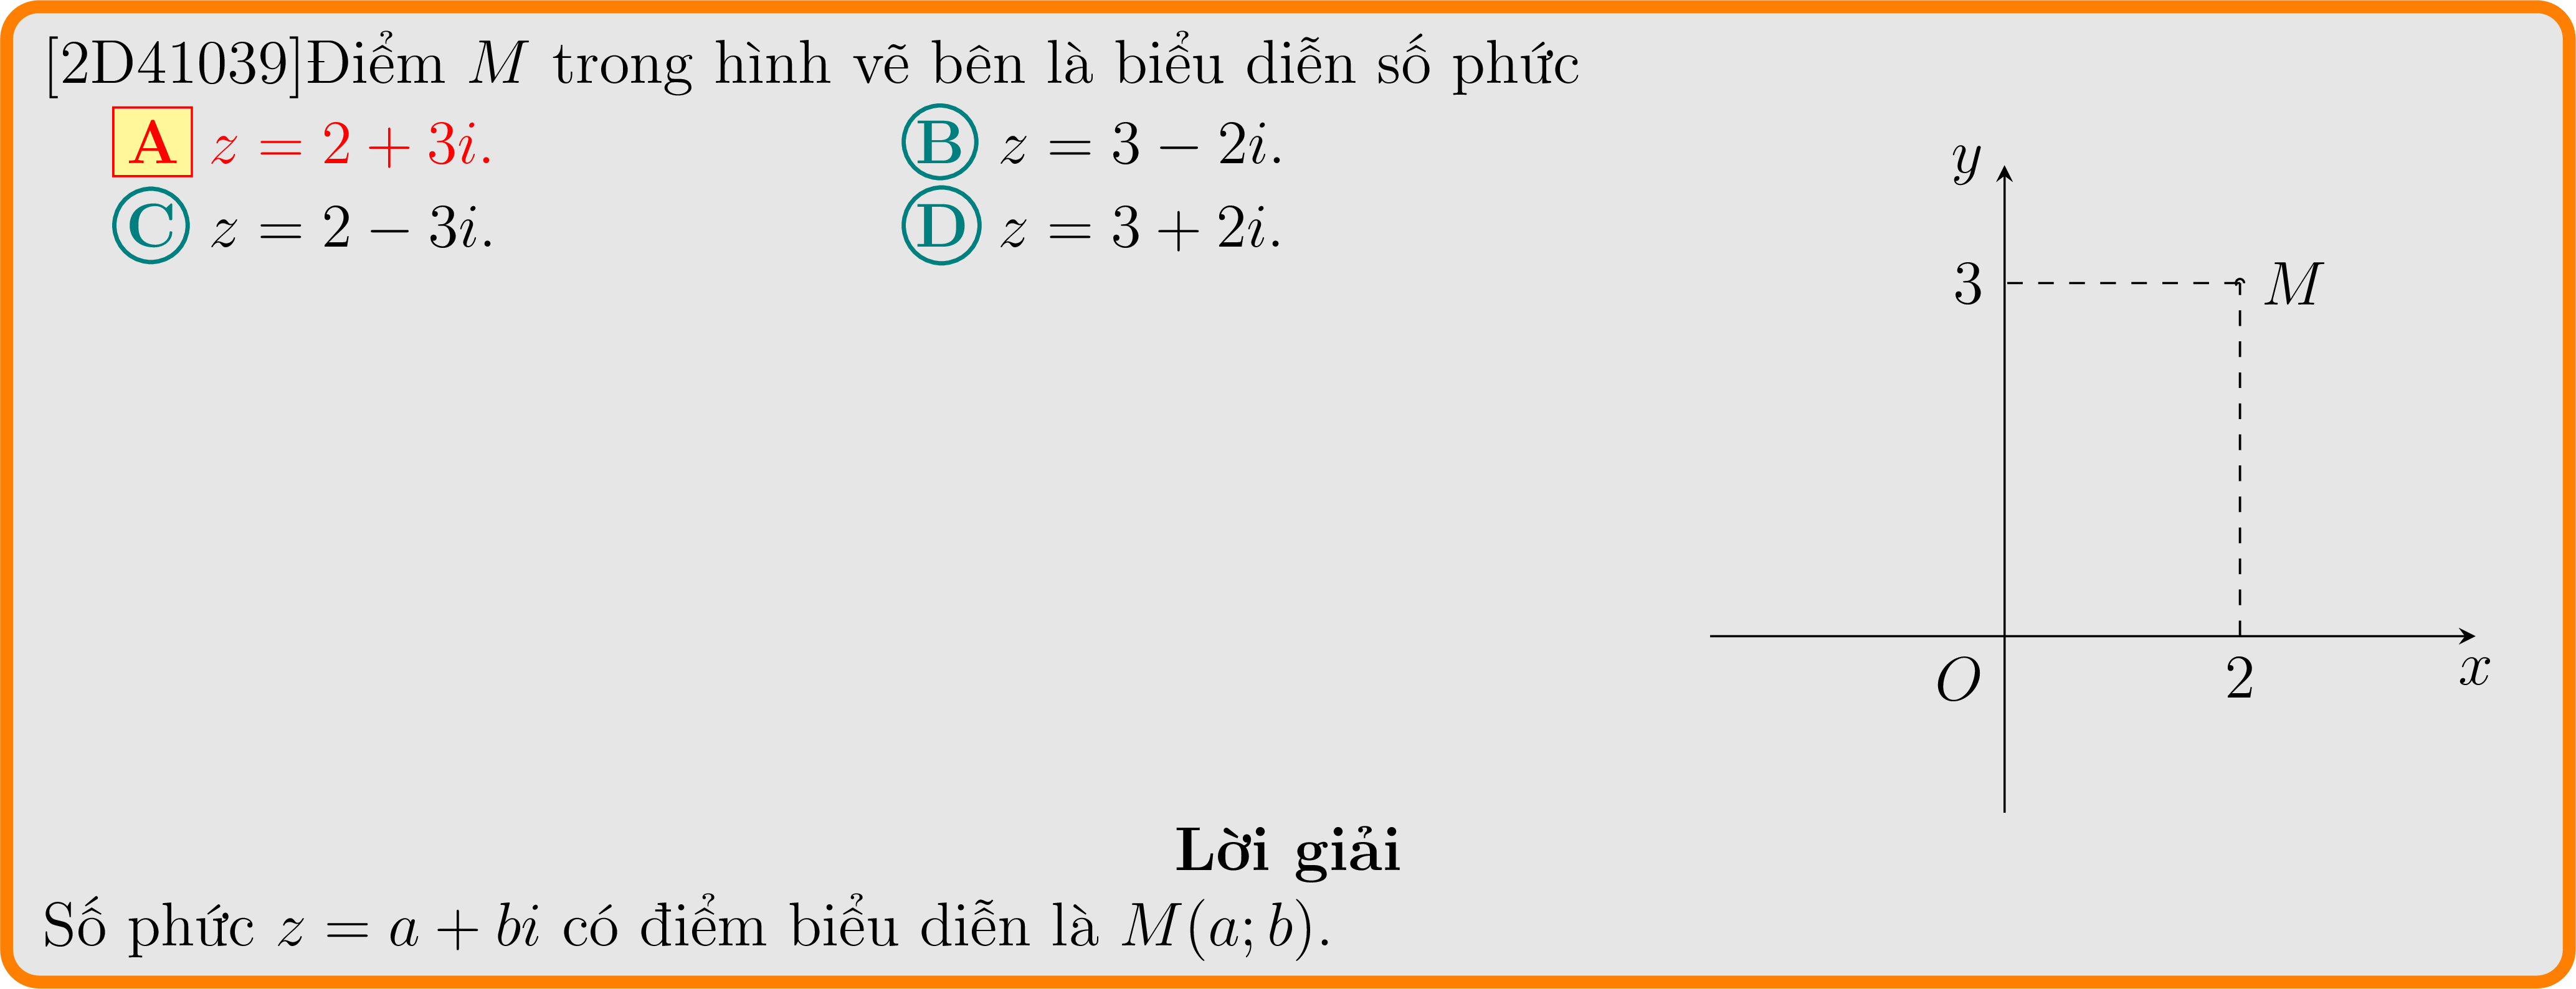 [2D41039]Điểm M trong hình vẽ bên là biểu diễn số phức
A z = 2 + 3i.
B z = 3 − 2i.
C z = 2 − 3i.
D z = 3 + 2i.
y
3
M
O
2
x
Lời giải
Số phức z = a + bi có điểm biểu diễn là M(a; b).